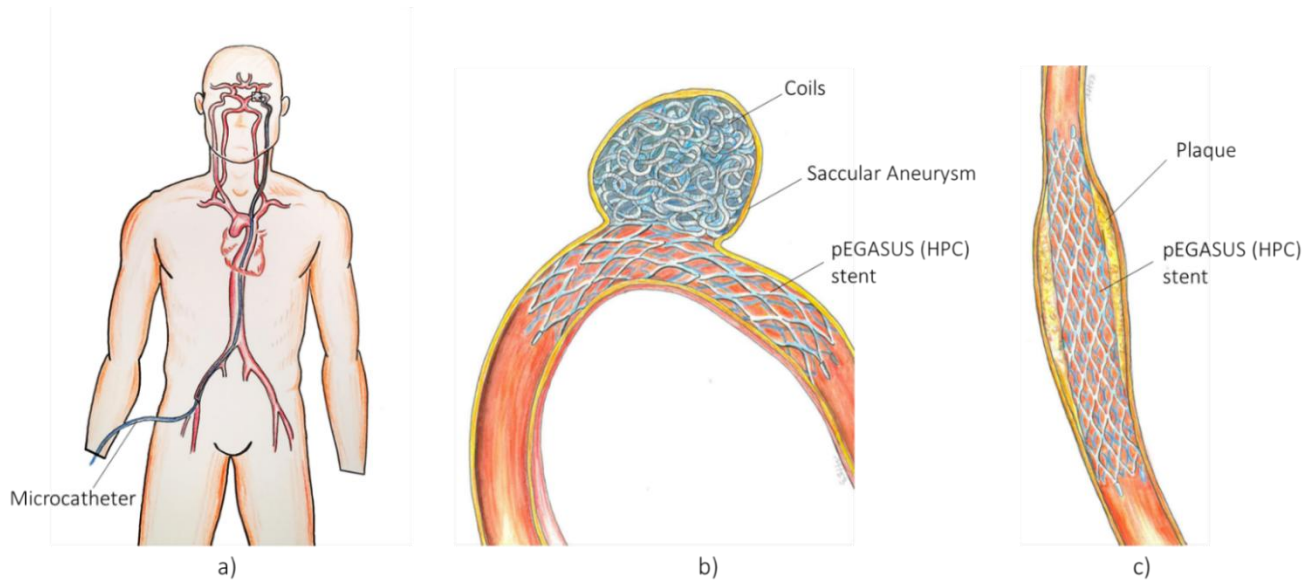 Microcatheter
a)
Coils
Saccular Aneurysm
pEGASUS (HPC)
stent
b)
Plaque
pEGASUS (HPC)
stent
c)